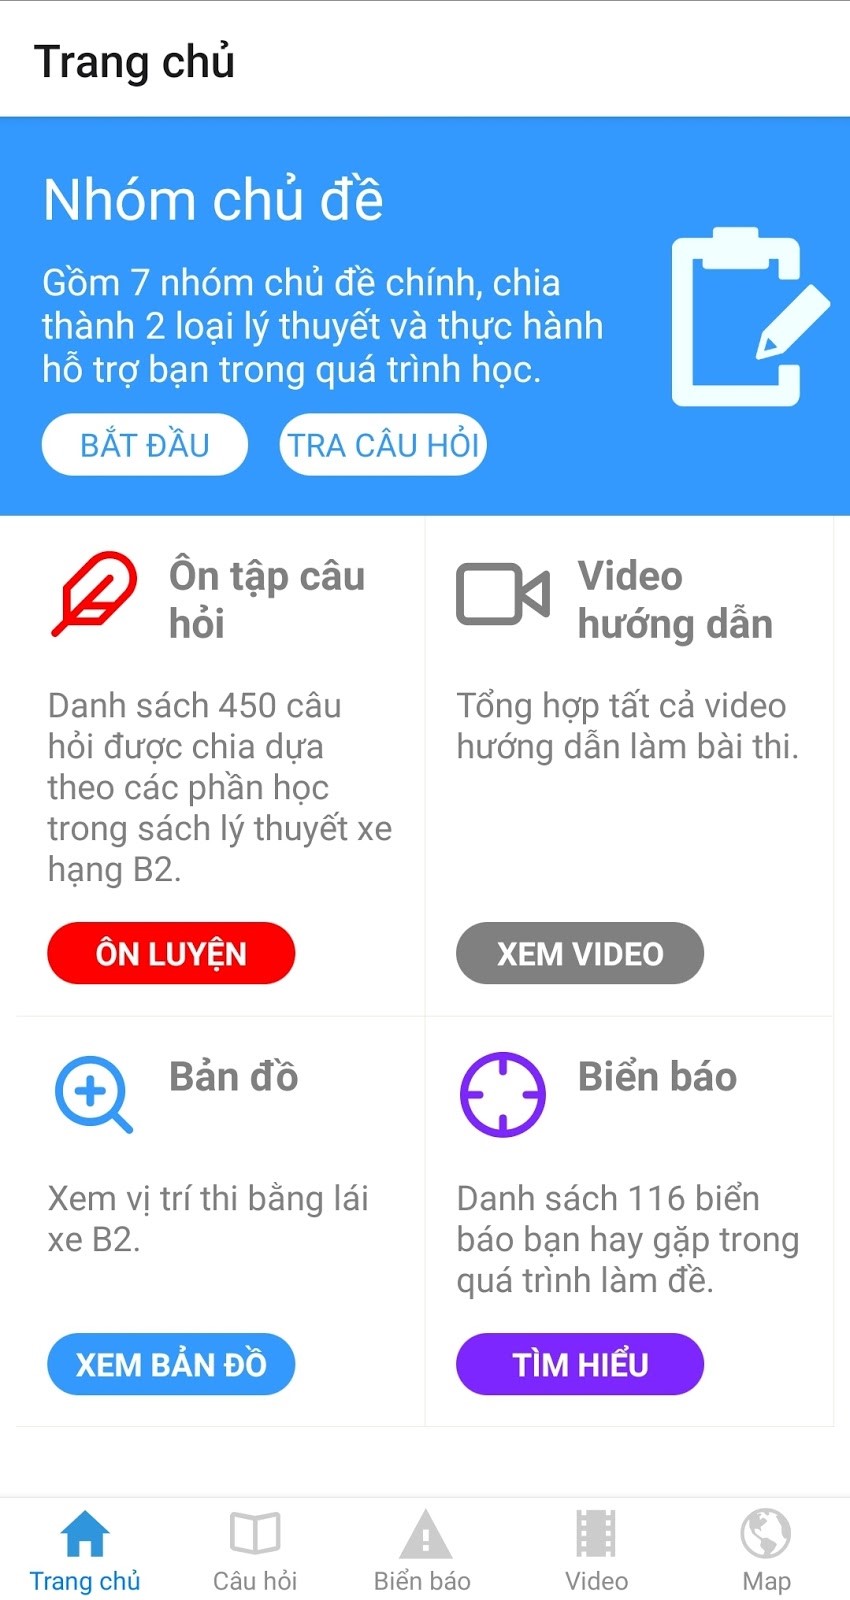 Trang chủ
Nhóm chủ đề
Gồm 7 nhóm chủ đề chính, chia
thành 2 loại lý thuyết và thực hành
hỗ trợ bạn trong quá trình học.
BẮT ĐẦU
TRA CÂU HỎI
Ôn tập câu
hỏi
Danh sách 450 câu
hỏi được chia dựa
theo các phần học
trong sách lý thuyết xe
hạng B2.
ÔN LUYỆN
Video
hướng dẫn
Tổng hợp tất cả video
hướng dẫn làm bài thi.
XEM VIDEO
Bản đồ
Xem vị trí thi bằng lái
xe B2.
XEM BẢN ĐỒ
Biển báo
Danh sách 116 biển
báo bạn hay gặp trong
quá trình làm đề.
TÌM HIỂU
Trang chủ
Câu hỏi
Biển báo
Video
Map